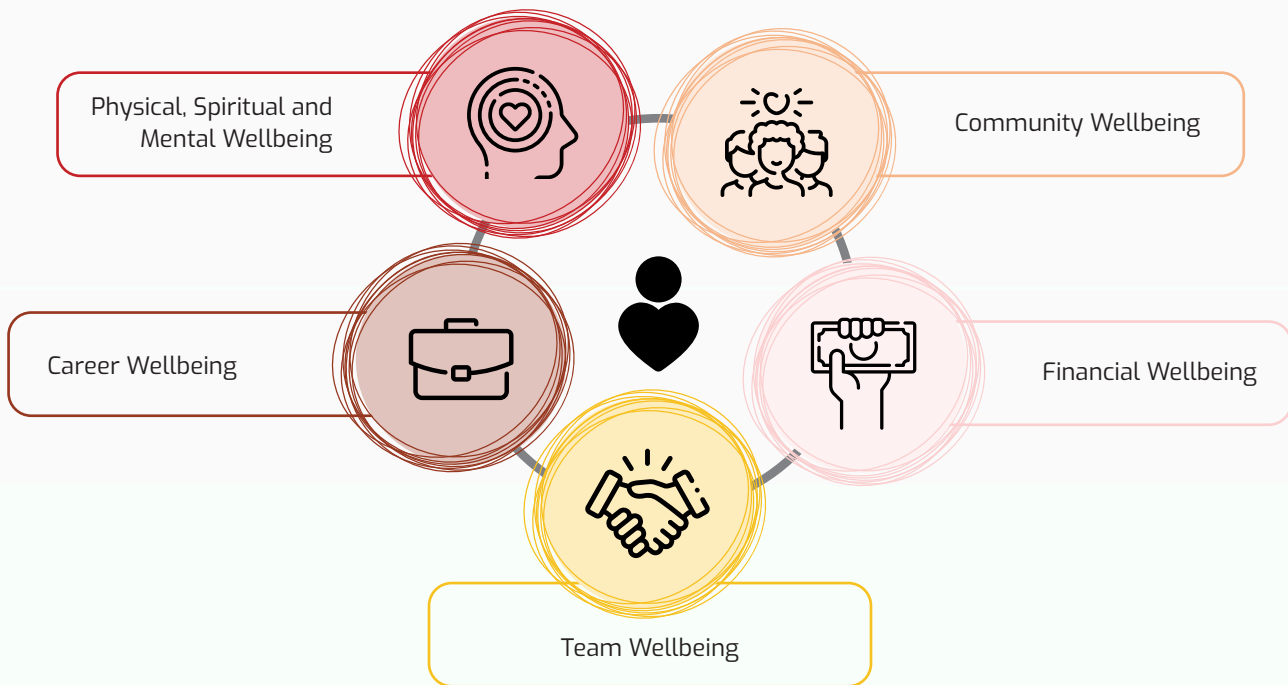 Physical, Spiritual and
Mental Wellbeing
Community Wellbeing
Career Wellbeing
Financial Wellbeing
Team Wellbeing